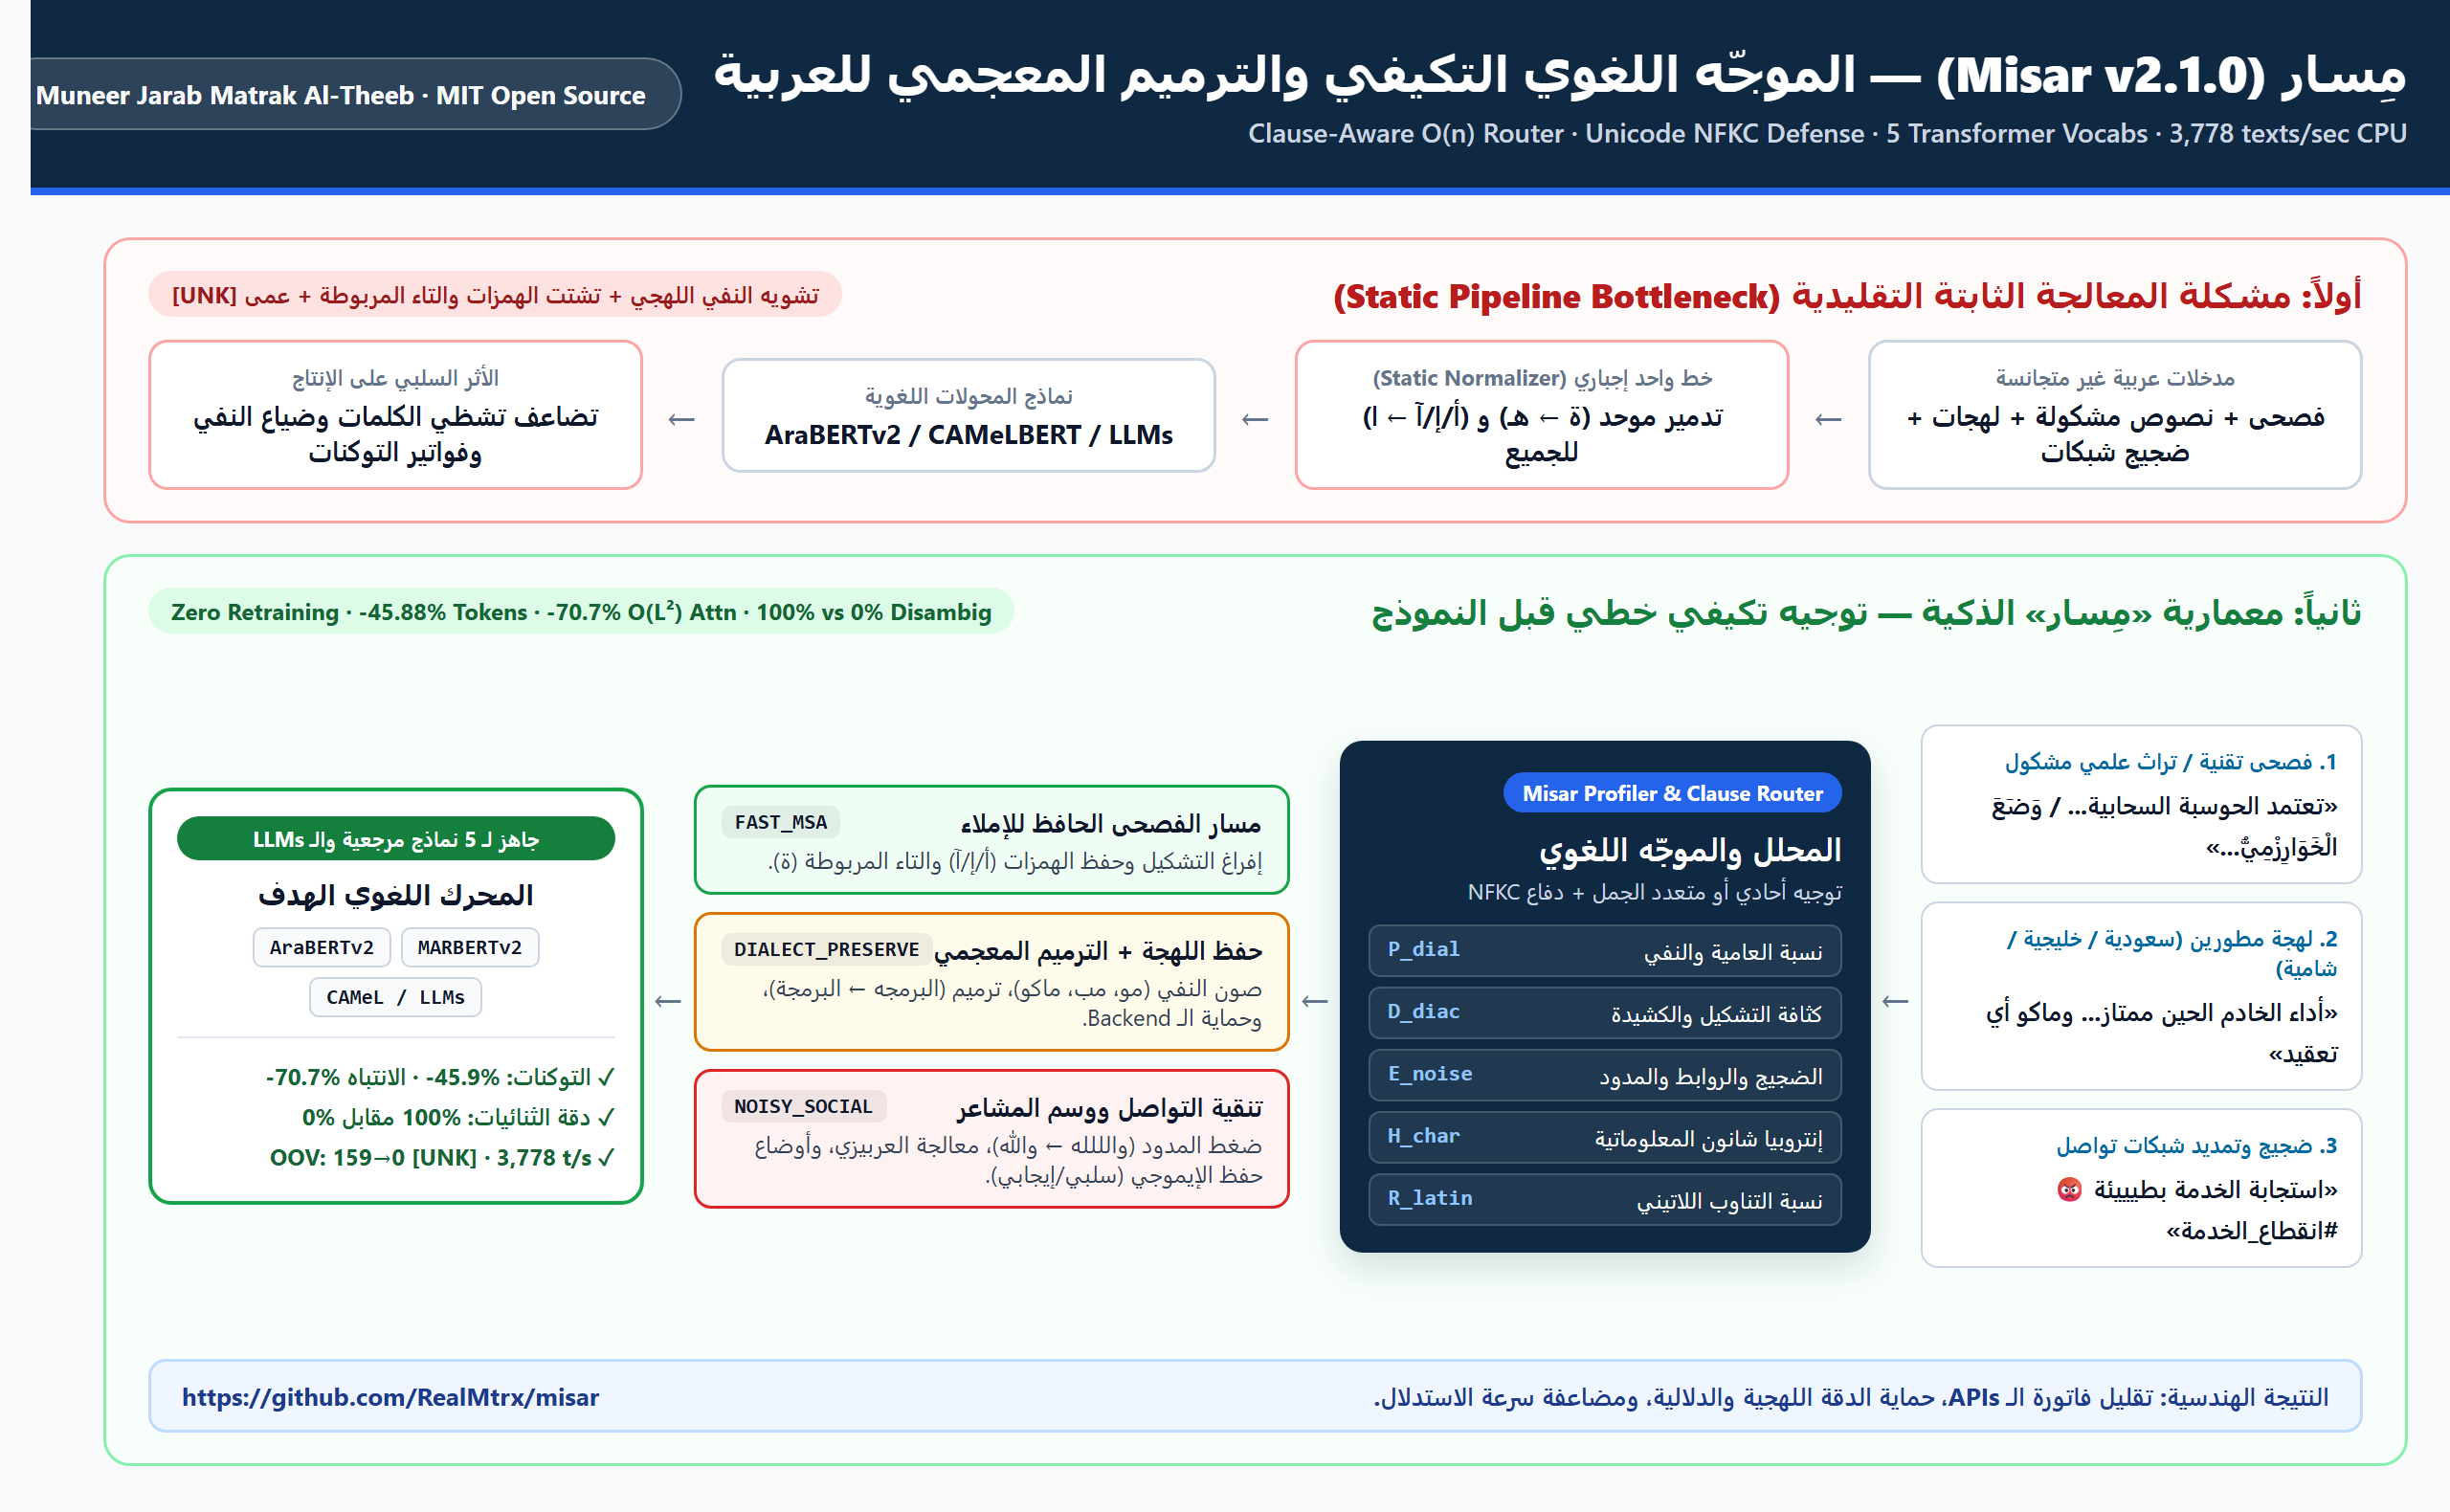 مِسار (Misar v2.1.0) — الموجّه اللغوي التكيفي والترميم المعجمي للعربية
Clause-Aware O(n) Router · Unicode NFKC Defense · 5 Transformer Vocabs · 3,778 texts/sec CPU
Muneer Jarab Matrak Al-Theeb · MIT Open Source
أولاً: مشكلة المعالجة الثابتة التقليدية (Static Pipeline Bottleneck)
تشويه النفي اللهجي + تشتت الهمزات والتاء المربوطة + عمى [UNK]
مدخلات عربية غير متجانسة
فصحى + نصوص مشكولة + لهجات +
ضجيج شبكات
←
خط واحد إجباري (Static Normalizer)
تدمير موحد (ة ← هـ) و (أ/إ/آ ← ا)
للجميع
←
نماذج المحولات اللغوية
AraBERTv2 / CAMeLBERT / LLMs
←
الأثر السلبي على الإنتاج
تضاعف تشظي الكلمات وضياع النفي
وفواتير التوكنات
ثانياً: معمارية «مِسار» الذكية — توجيه تكيفي خطي قبل النموذج
Zero Retraining · -45.88% Tokens · -70.7% O(L²) Attn · 100% vs 0% Disambig
1. فصحى تقنية / تراث علمي مشكول
«تعتمد الحوسبة السحابية... / وَضَعَ
الْخَوَارِزْمِيُّ...»
2. لهجة مطورين (سعودية / خليجية /
شامية)
«أداء الخادم الحين ممتاز... وماكو أي
تعقيد»
3. ضجيج وتمديد شبكات تواصل
«استجابة الخدمة بطيييئة 😡
#انقطاع_الخدمة»
←
Misar Profiler & Clause Router
المحلل والموجّه اللغوي
توجيه أحادي أو متعدد الجمل + دفاع NFKC
نسبة العامية والنفي P_dial
كثافة التشكيل والكشيدة D_diac
الضجيج والروابط والمدود E_noise
إنتروبيا شانون المعلوماتية H_char
نسبة التناوب اللاتيني R_latin
←
مسار الفصحى الحافظ للإملاء FAST_MSA
إفراغ التشكيل وحفظ الهمزات (أ/إ/آ) والتاء المربوطة (ة).
حفظ اللهجة + الترميم المعجمي DIALECT_PRESERVE
صون النفي (مو، مب، ماكو)، ترميم (البرمجه ← البرمجة)،
وحماية الـ Backend.
تنقية التواصل ووسم المشاعر NOISY_SOCIAL
ضغط المدود (واللللە ← والله)، معالجة العربيزي، وأوضاع
حفظ الإيموجي (سلبي/إيجابي).
←
جاهز لـ 5 نماذج مرجعية والـ LLMs
المحرك اللغوي الهدف
MARBERTv2 AraBERTv2
CAMeL / LLMs
✓ التوكنات: 45.9%- · الانتباه 70.7%-
✓ دقة الثنائيات: 100% مقابل 0%
✓ OOV: 159→0 [UNK] · 3,778 t/s
النتيجة الهندسية: تقليل فاتورة الـ APIs، حماية الدقة اللهجية والدلالية، ومضاعفة سرعة الاستدلال.
https://github.com/RealMtrx/misar